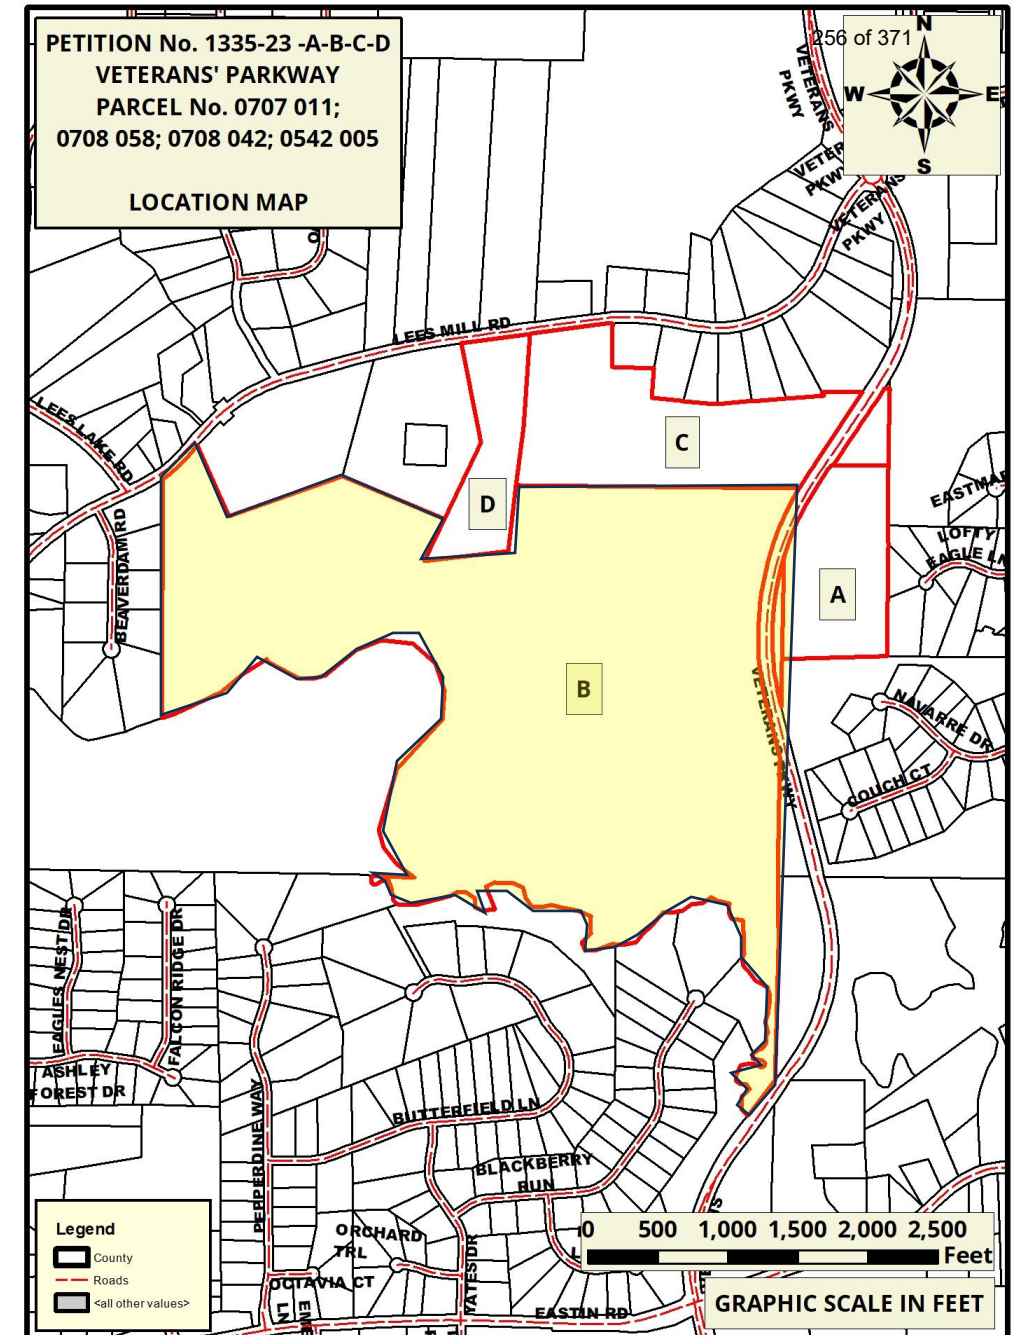 PETITION No. 1335-23 -A-B-C-D
VETERANS' PARKWAY
PARCEL No. 0707 011;
0708 058; 0708 042; 0542 005
LOCATION MAP
256 of 371
N
W
E
S
VETERANS
PKWY
PKWY
VETERANS
PKWY
LEES MILL RD
LEES LAKE RD
BEAVERDAM RD
C
D
A
B
LOFTY
EAGLE LN
VETERANS PKWY
NAVARRE DR
COUCH CT
EAGLES NEST DR
FALCON RIDGE DR
ASHLEY
FOREST DR
PEPPERDINE WAY
BUTTERFIELD LN
BLACKBERRY
RUN
ORCHARD
TRL
OCTAVIA CT
LN
YATES DR
EASTIN RD
Legend
County
Roads
<all other values>
0 500 1,000 1,500 2,000 2,500
Feet
GRAPHIC SCALE IN FEET